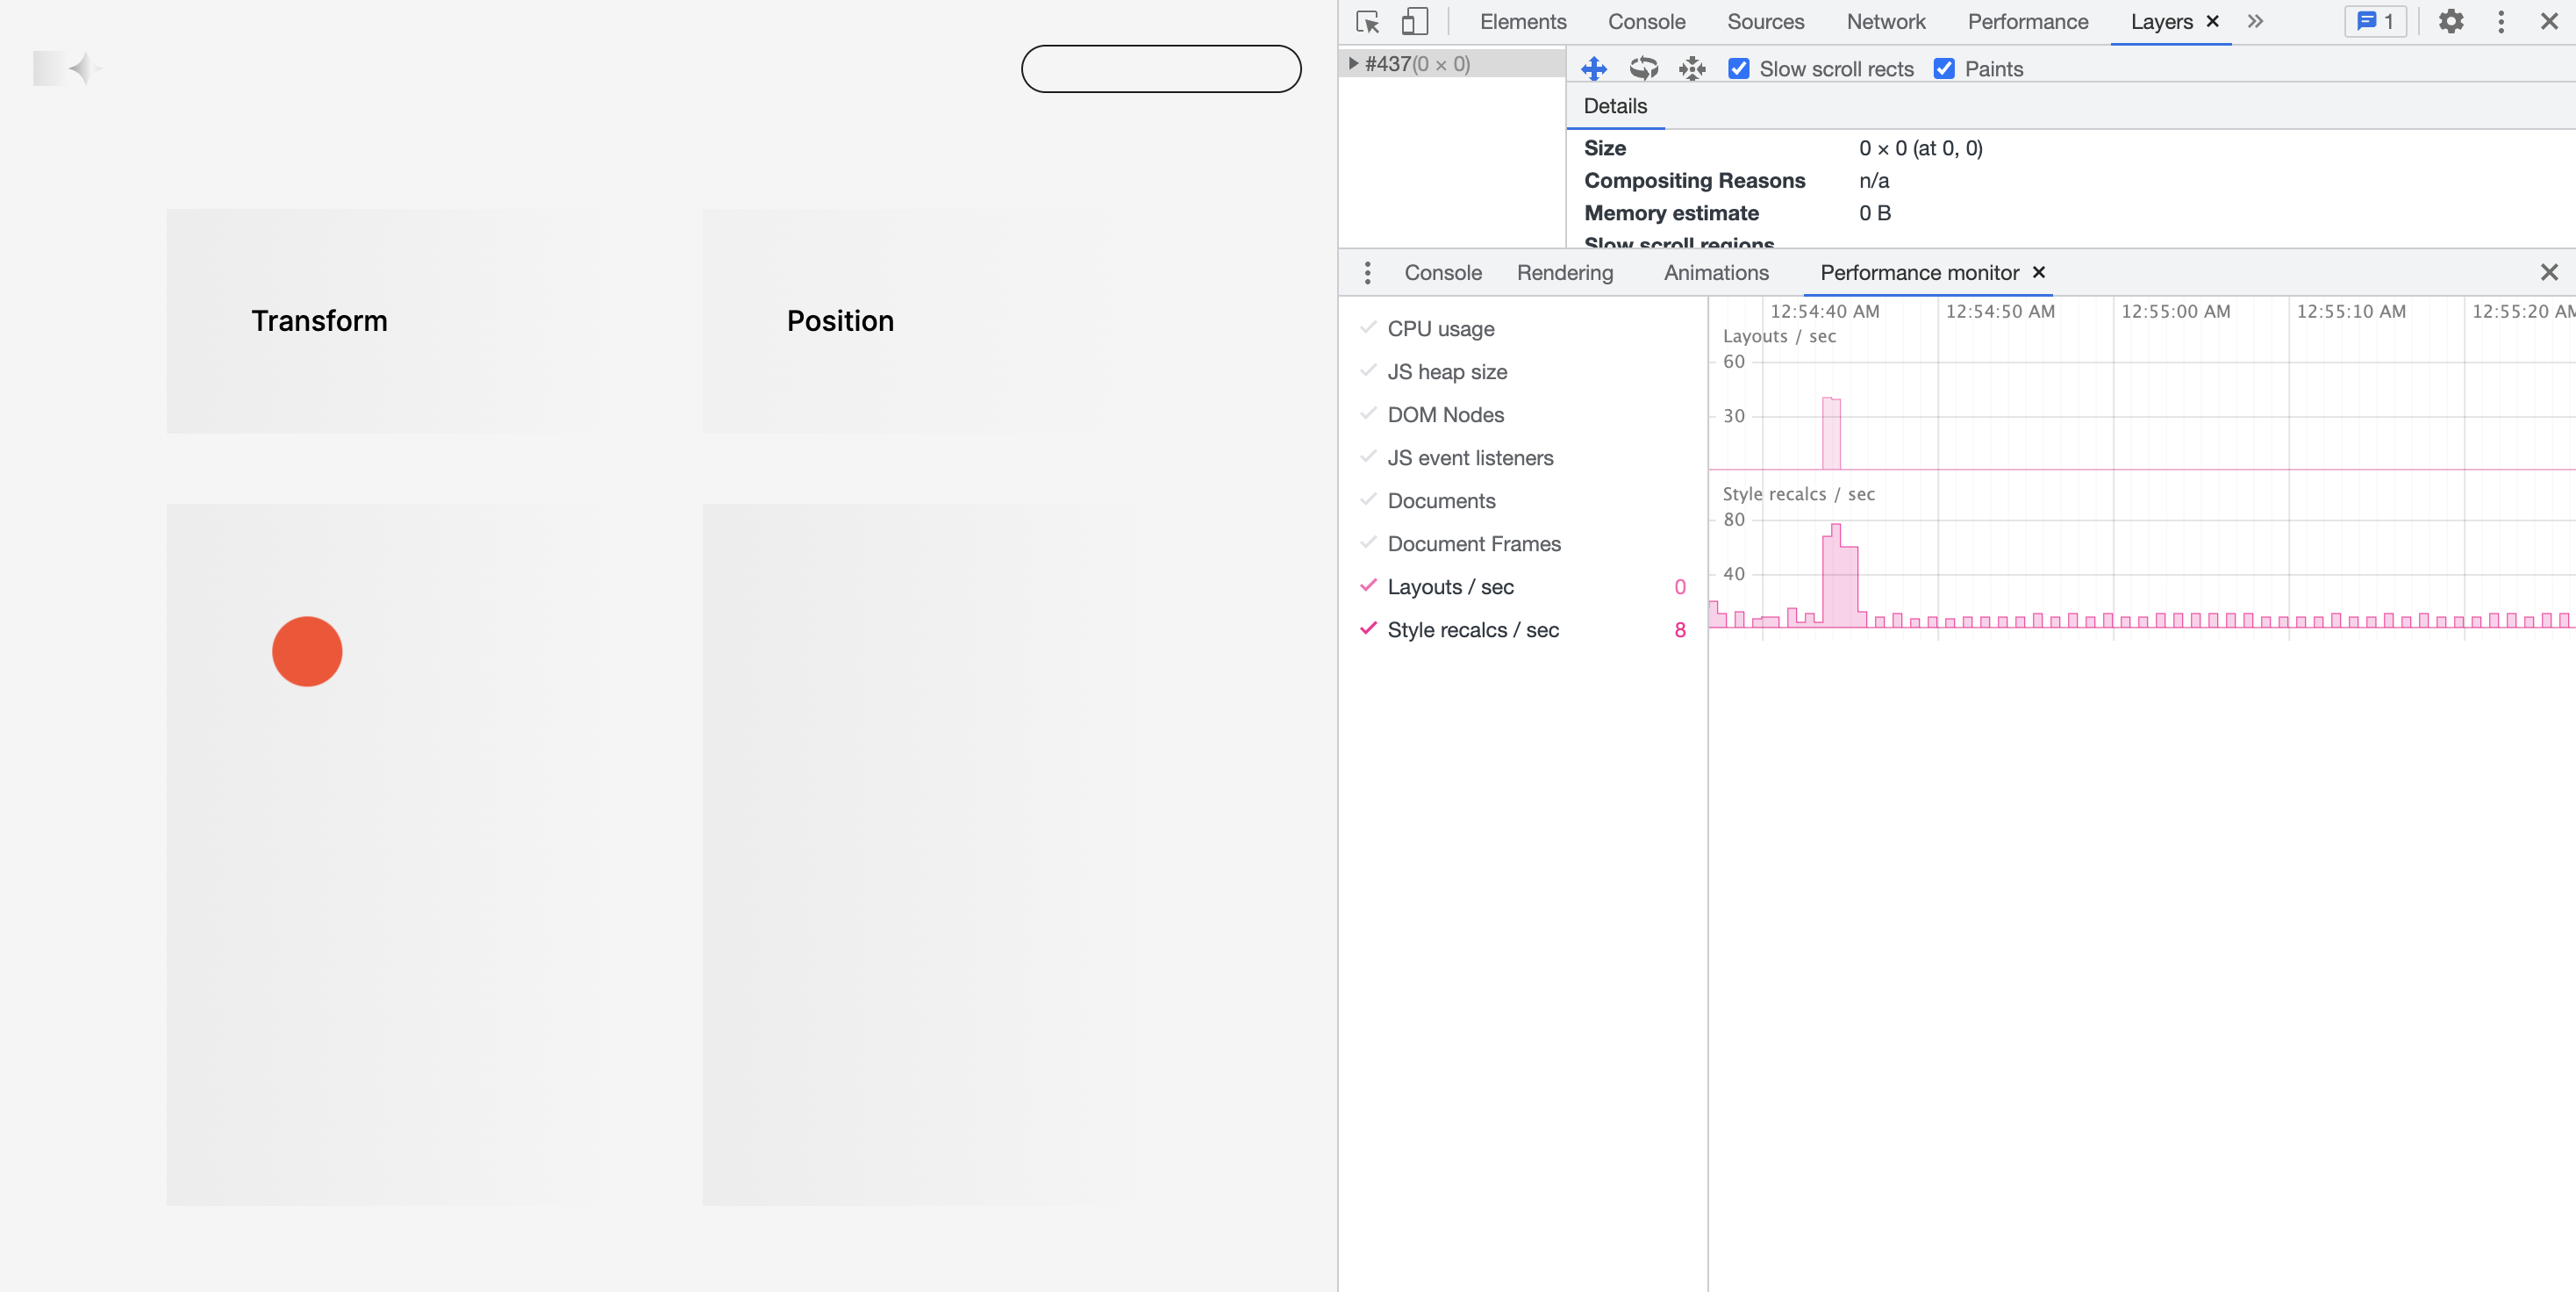 Transform
Position
Elements Console Sources Network Performance Layers × » 1
#437(0 × 0)
Slow scroll rects Paints
Details
Size 0 × 0 (at 0, 0)
Compositing Reasons n/a
Memory estimate 0 B
Slow scroll regions
Console Rendering Animations Performance monitor ×
CPU usage
JS heap size
DOM Nodes
JS event listeners
Documents
Document Frames
Layouts / sec 0
Style recalcs / sec 8
12:54:40 AM 12:54:50 AM 12:55:00 AM 12:55:10 AM 12:55:20 AM
Layouts / sec
60
30
Style recalcs / sec
80
40